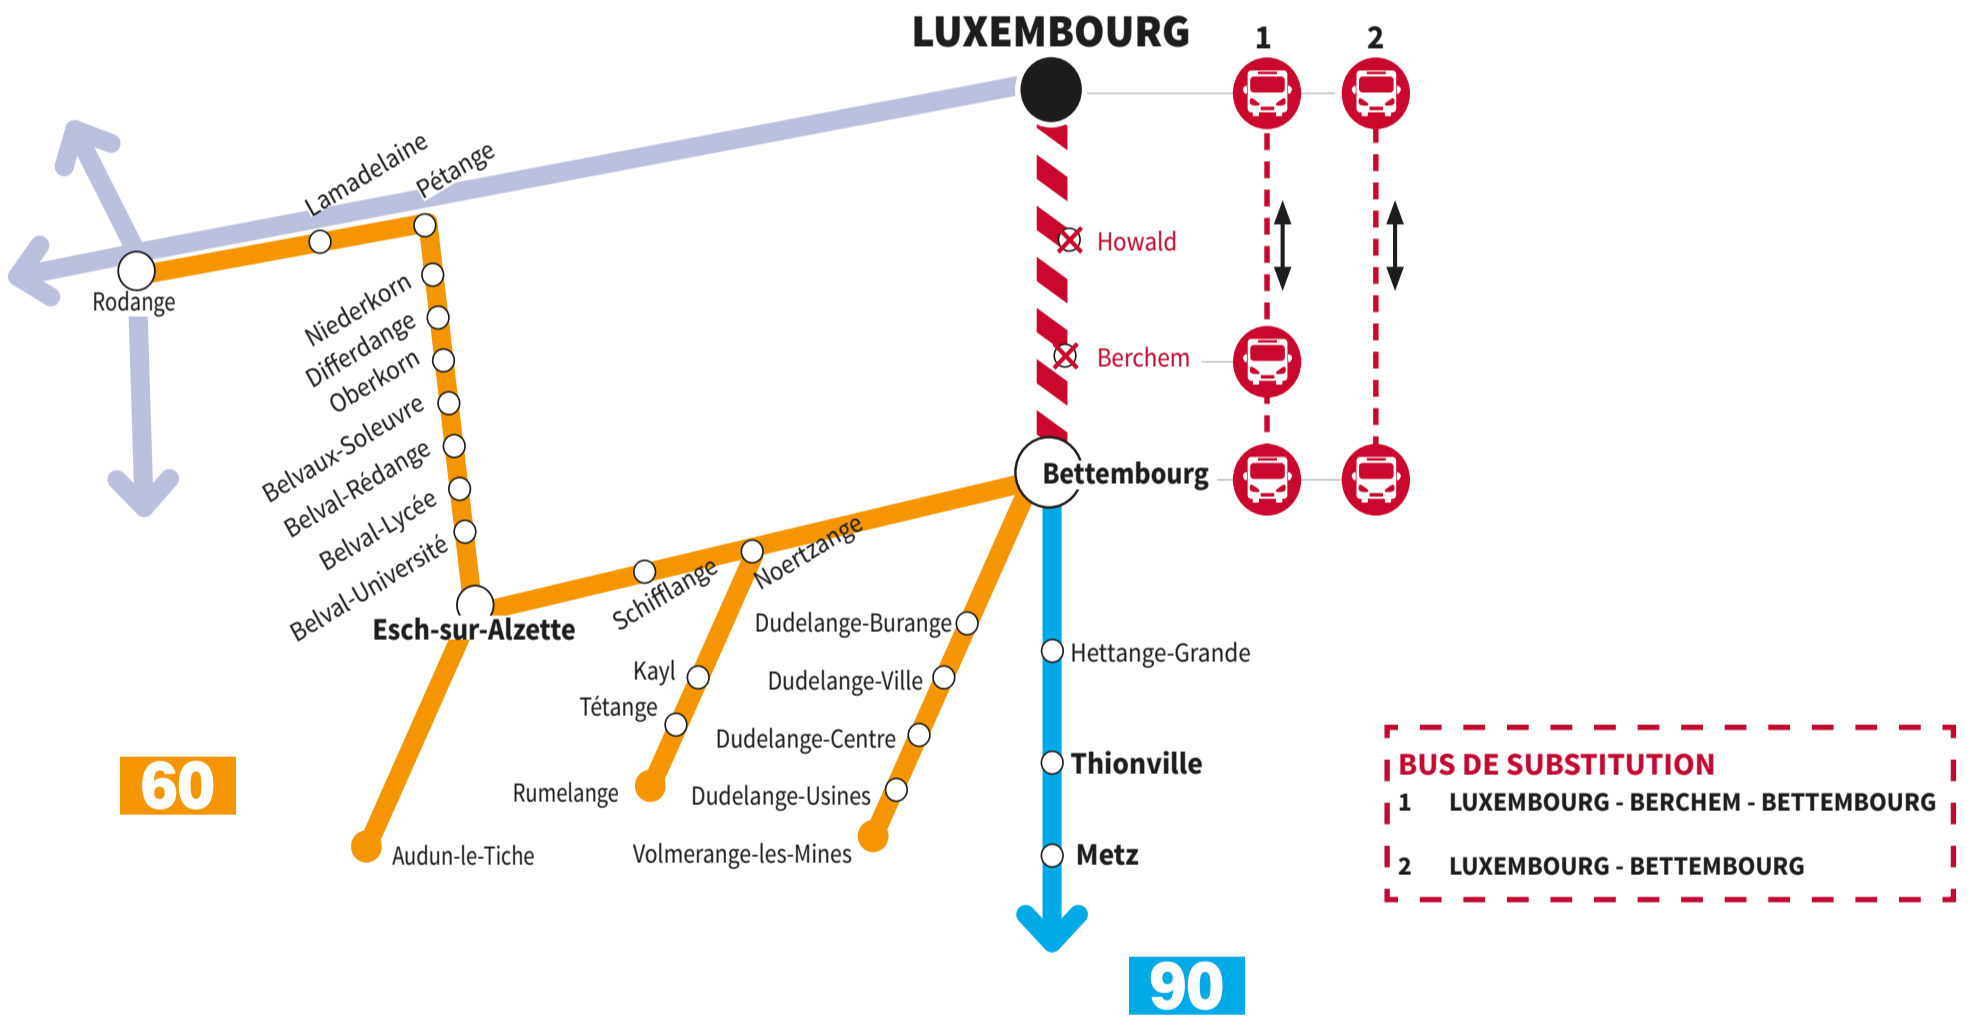 LUXEMBOURG
1
2
Lamadelaine
Pétange
Howald
Rodange
Niederkorn
Differdange
Oberkorn
Berchem
Belvaux-Soleuvre
Belval-Rédange
Belval-Lycée
Belval-Université
Bettembourg
Esch-sur-Alzette
Schifflange
Noertzange
Dudelange-Burange
Hettange-Grande
Kayl
Dudelange-Ville
Tétange
Dudelange-Centre
Thionville
Rumelange
Dudelange-Usines
Audun-le-Tiche
Volmerange-les-Mines
Metz
60
90
BUS DE SUBSTITUTION
1 LUXEMBOURG - BERCHEM - BETTEMBOURG
2 LUXEMBOURG - BETTEMBOURG